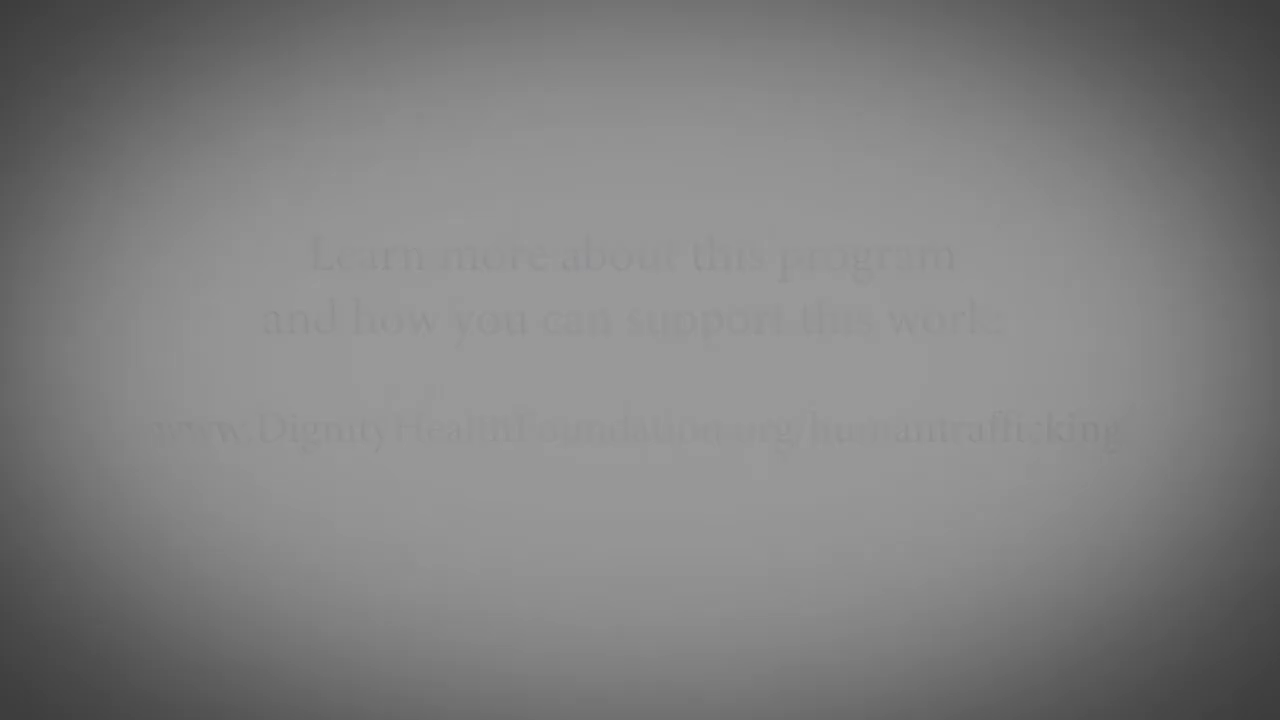 Learn more about this program
and how you can support this work:
www.DignityHealthFoundation.org/humantrafficking